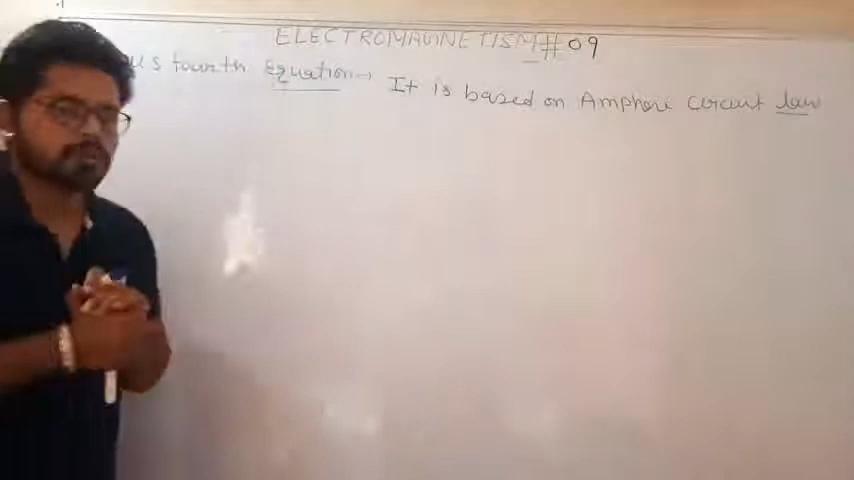 ELECTROMAGNETISM#09
us fourth Equation→ It is based on Amphere circuit law